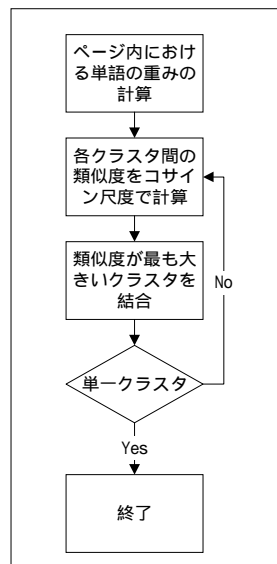 ページ内におけ
る単語の重みの
計算
各クラスタ間の
類似度をコサイ
ン尺度で計算
類似度が最も大
きいクラスタを
結合
No
単一クラスタ
Yes
終了